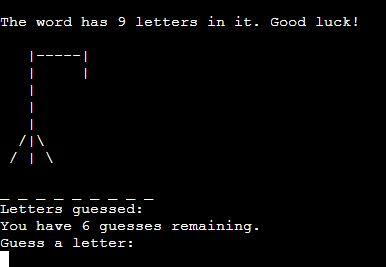 The word has 9 letters in it. Good luck!
|-----|
|     |
|
|
|
/|\
/ | \
_ _ _ _ _ _ _ _ _
Letters guessed:
You have 6 guesses remaining.
Guess a letter: